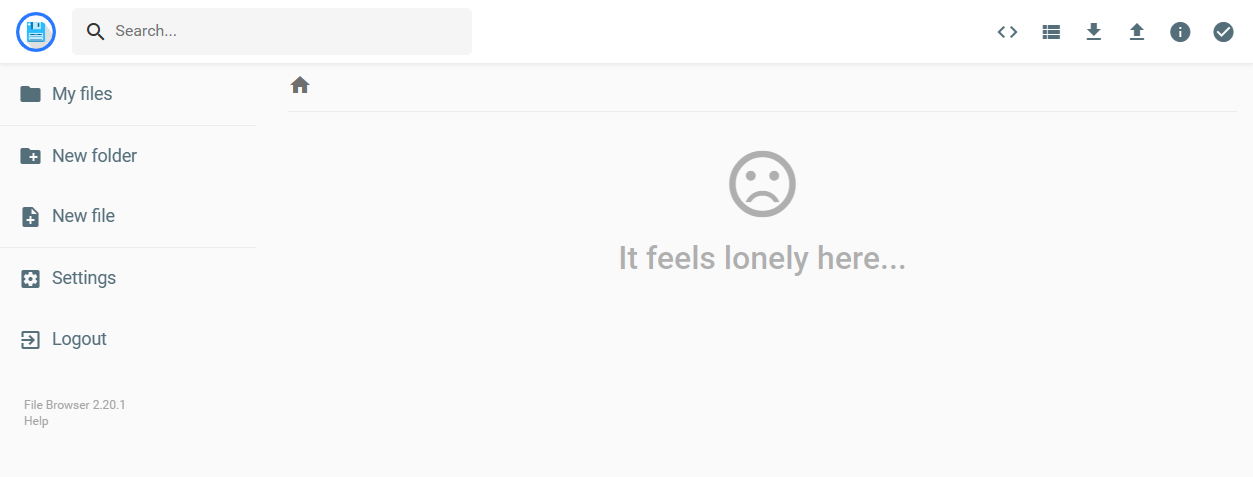 Search...
My files
New folder
New file
Settings
Logout
File Browser 2.20.1
Help
It feels lonely here...